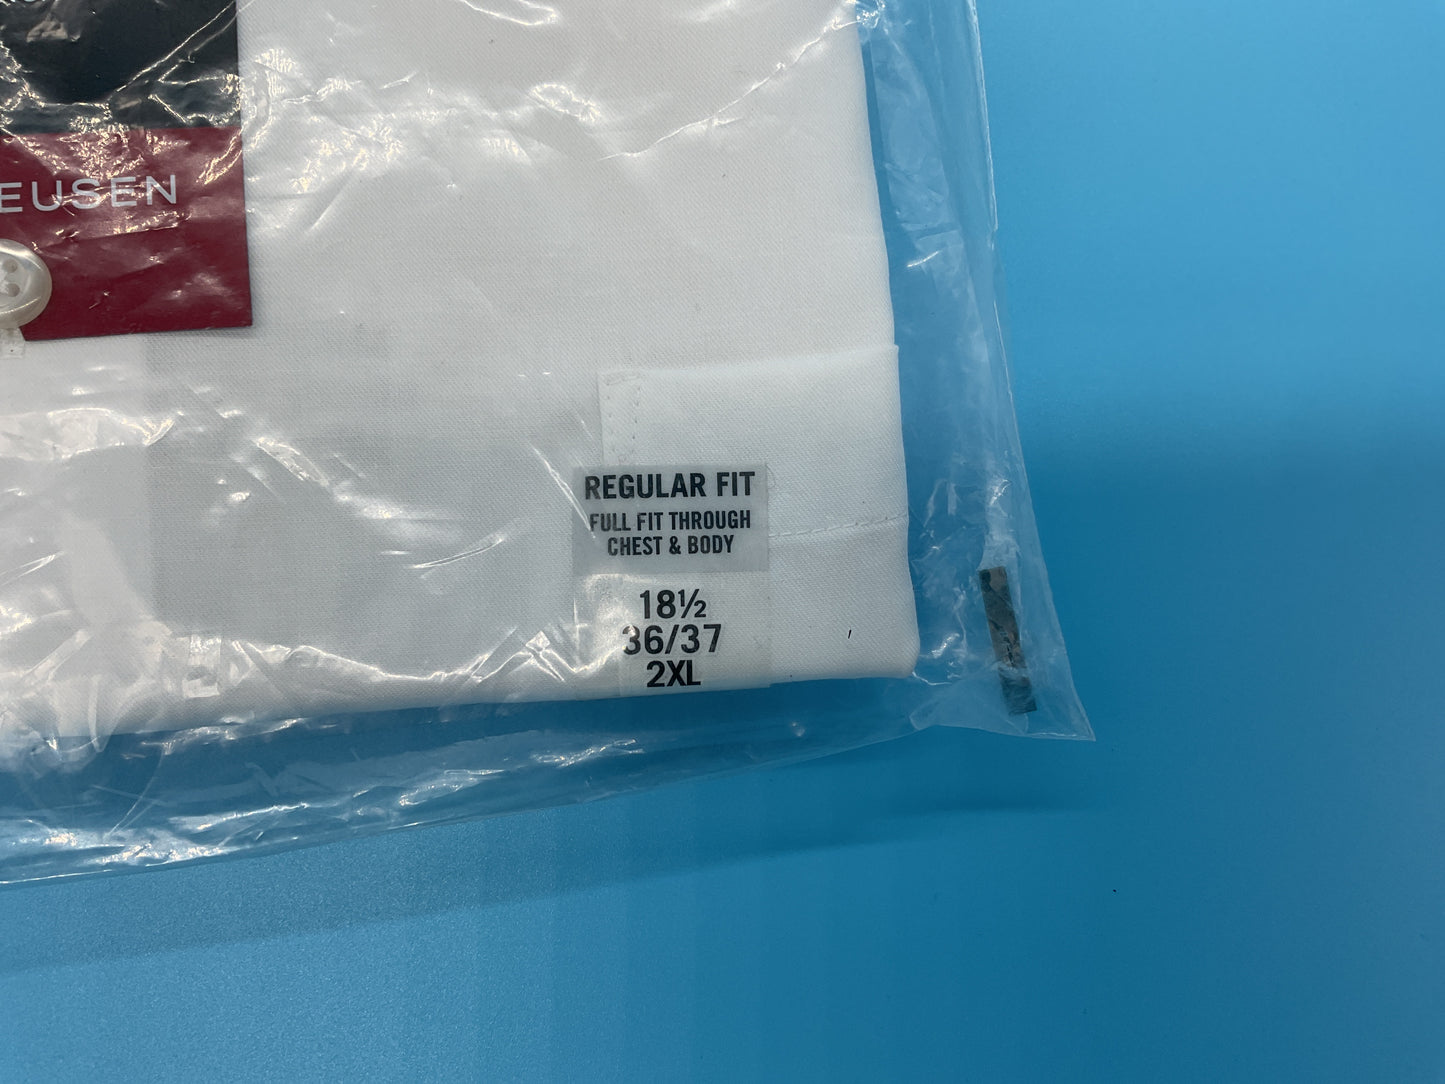 EUSEN
REGULAR FIT
FULL FIT THROUGH
CHEST & BODY
18½
36/37
2XL